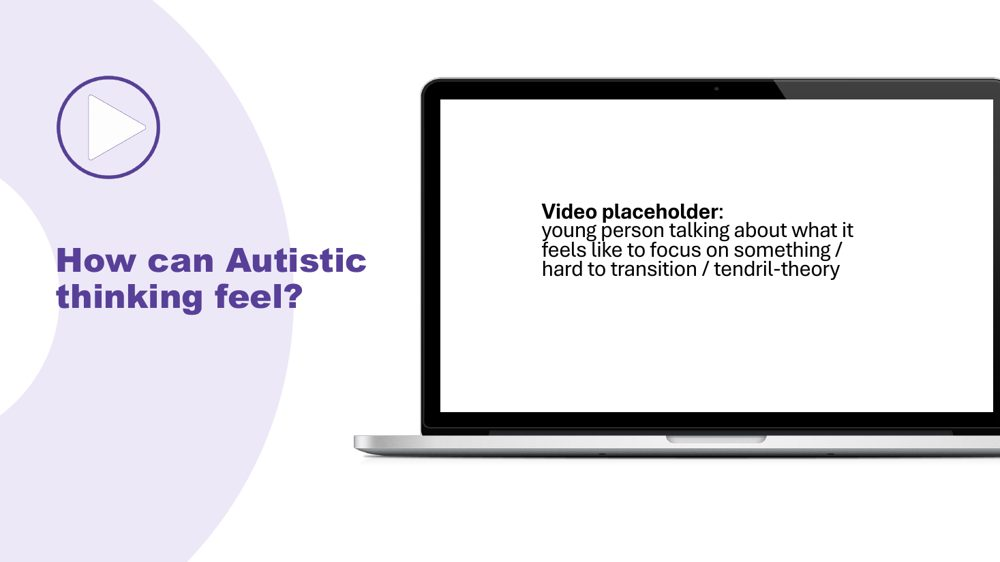 How can Autistic
thinking feel?
Video placeholder:
young person talking about what it
feels like to focus on something /
hard to transition / tendril-theory